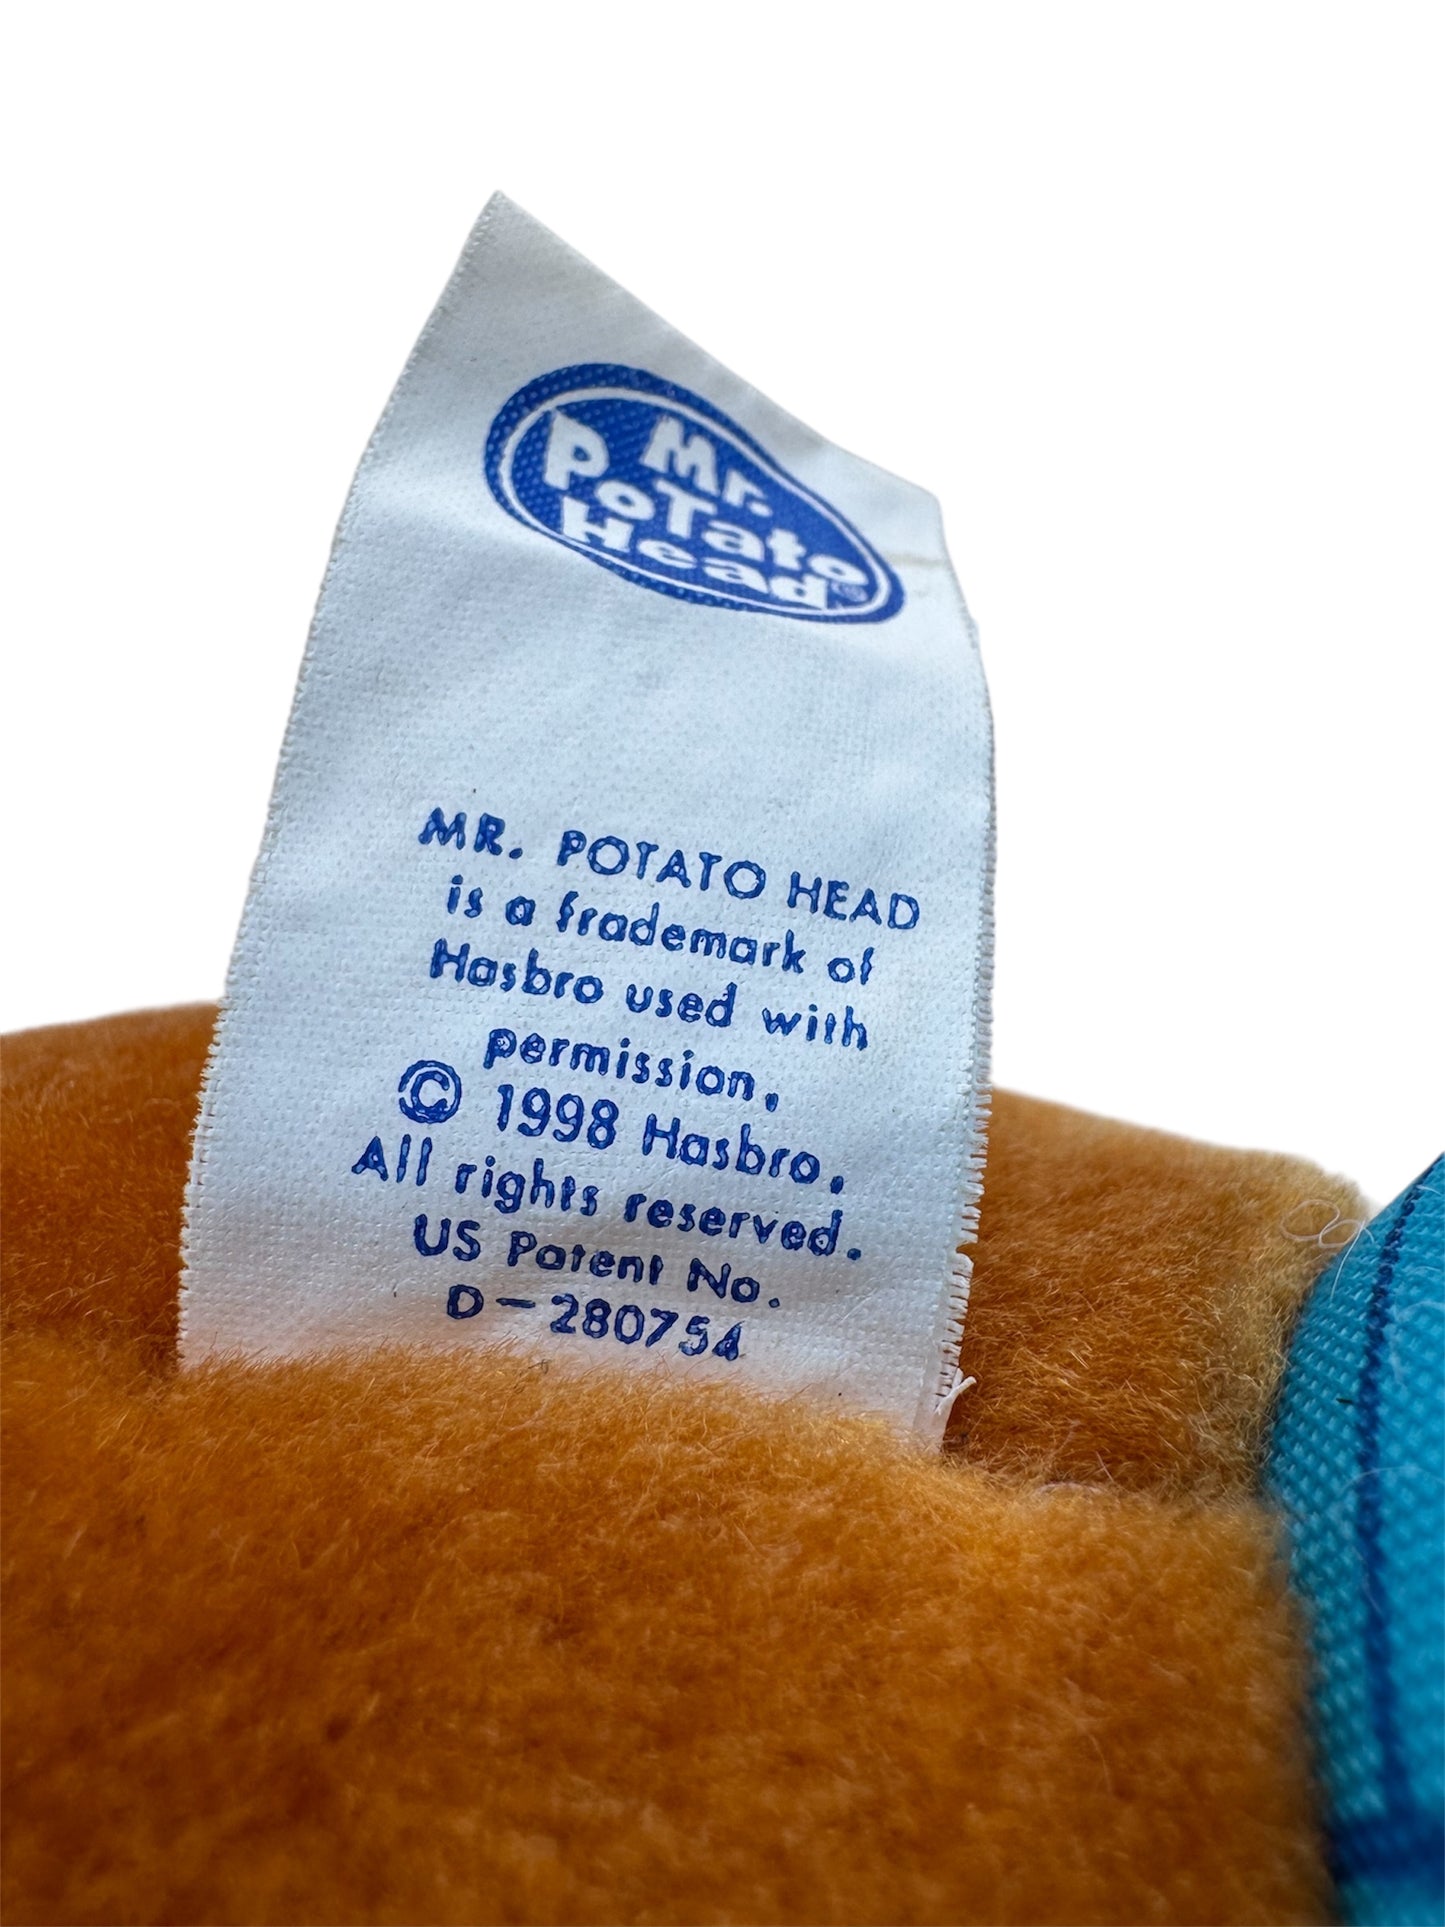 Mr.
PoTaTo
Head®
MR. POTATO HEAD
is a trademark of
Hasbro used with
permission.
© 1998 Hasbro.
All rights reserved.
US Patent No.
D-280754